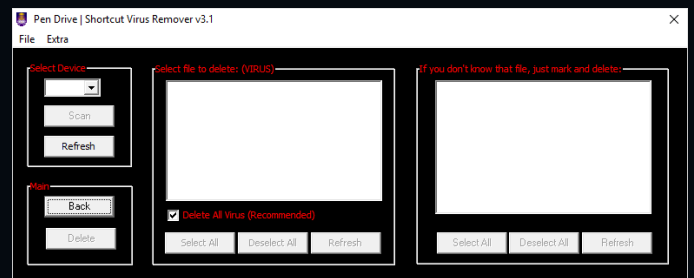 Pen Drive | Shortcut Virus Remover v3.1
File Extra
Select Device
Scan
Refresh
Main
Back
Delete
Select file to delete: (VIRUS)
Delete All Virus (Recommended)
Select All Deselect All Refresh
If you don't know that file, just mark and delete:
Select All Deselect All Refresh